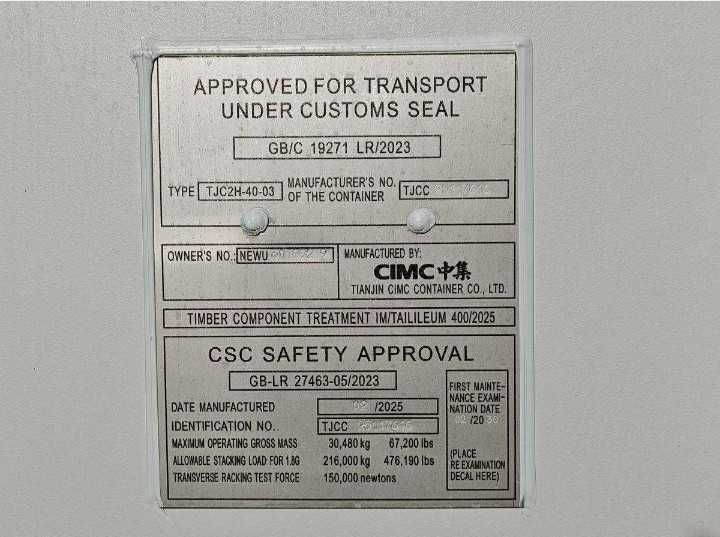 APPROVED FOR TRANSPORT
UNDER CUSTOMS SEAL
GB/C 19271 LR/2023
TYPE TJC2H-40-03 MANUFACTURER'S NO. OF THE CONTAINER TJCC
OWNER'S NO.: NEWU
MANUFACTURED BY:
CIMC中集
TIANJIN CIMC CONTAINER CO., LTD.
TIMBER COMPONENT TREATMENT IM/TAILILEUM 400/2025
CSC SAFETY APPROVAL
GB-LR 27463-05/2023
DATE MANUFACTURED 02 /2025
IDENTIFICATION NO.. TJCC
MAXIMUM OPERATING GROSS MASS 30,480 kg 67,200 lbs
ALLOWABLE STACKING LOAD FOR 1.8G 216,000 kg 476,190 lbs
TRANSVERSE RACKING TEST FORCE 150,000 newtons
FIRST MAINTE-
NANCE EXAMI-
NATION DATE
02 /20
(PLACE
RE EXAMINATION
DECAL HERE)